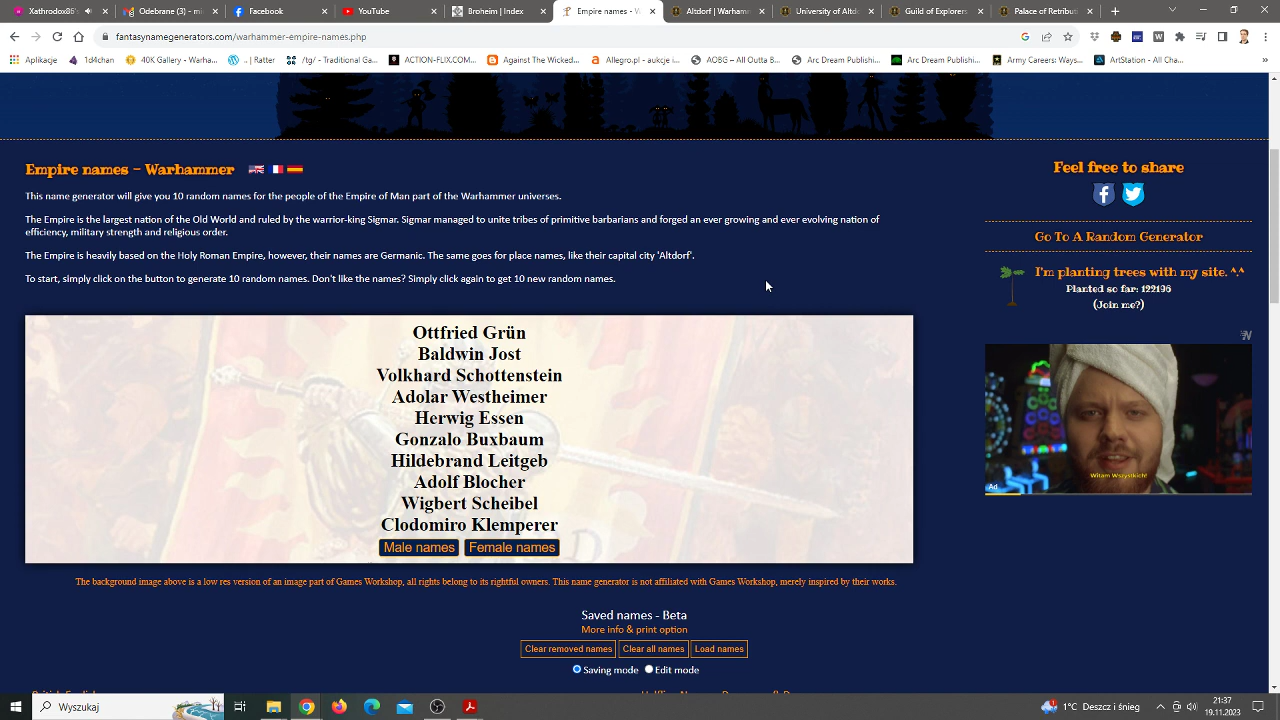 Xathrodox86:
Odebrane (3) - m
Facebook
YouTube
Broheim | Index
Empire names - W
Altdorf | Warham
University of Altdo
Guild of Explorers
Palace of Retribut
fantasynamegenerators.com/warhammer-empire-names.php
Aplikacje
1d4chan
40K Gallery - Warha...
.. | Ratter
/tg/ - Traditional Ga...
ACTION-FLIX.COM...
Against The Wicked...
Allegro.pl - aukcje i...
AOBG – All Outta B...
Arc Dream Publishi...
Arc Dream Publishi...
Army Careers: Ways...
ArtStation - All Cha...
Empire names - Warhammer
This name generator will give you 10 random names for the people of the Empire of Man part of the Warhammer universes.
The Empire is the largest nation of the Old World and ruled by the warrior-king Sigmar. Sigmar managed to unite tribes of primitive barbarians and forged an ever growing and ever evolving nation of
efficiency, military strength and religious order.
The Empire is heavily based on the Holy Roman Empire, however, their names are Germanic. The same goes for place names, like their capital city 'Altdorf'.
To start, simply click on the button to generate 10 random names. Don't like the names? Simply click again to get 10 new random names.
Ottfried Grün
Baldwin Jost
Volkhard Schottenstein
Adolar Westheimer
Herwig Essen
Gonzalo Buxbaum
Hildebrand Leitgeb
Adolf Blocher
Wigbert Scheibel
Clodomiro Klemperer
Male names
Female names
The background image above is a low res version of an image part of Games Workshop, all rights belong to its rightful owners. This name generator is not affiliated with Games Workshop, merely inspired by their works.
Saved names - Beta
More info & print option
Clear removed names
Clear all names
Load names
Saving mode
Edit mode
Feel free to share
Go To A Random Generator
I'm planting trees with my site. ^.^
Planted so far: 122196
(Join me?)
Witam Wszystkich!
Ad
Wyszukaj
1°C Deszcz i śnieg
21:37
19.11.2023